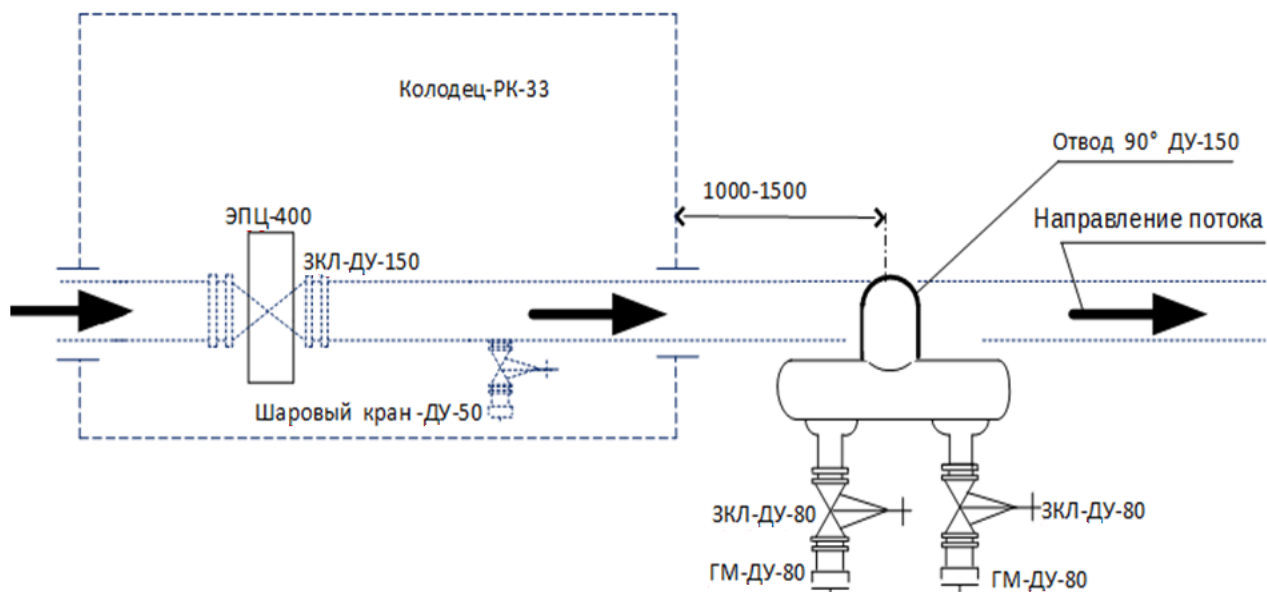 Колодец-РК-33
Отвод 90° ДУ-150
1000-1500
Направление потока
ЭПЦ-400
ЗКЛ-ДУ-150
Шаровый кран-ДУ-50
ЗКЛ-ДУ-80
ЗКЛ-ДУ-80
ГМ-ДУ-80
ГМ-ДУ-80